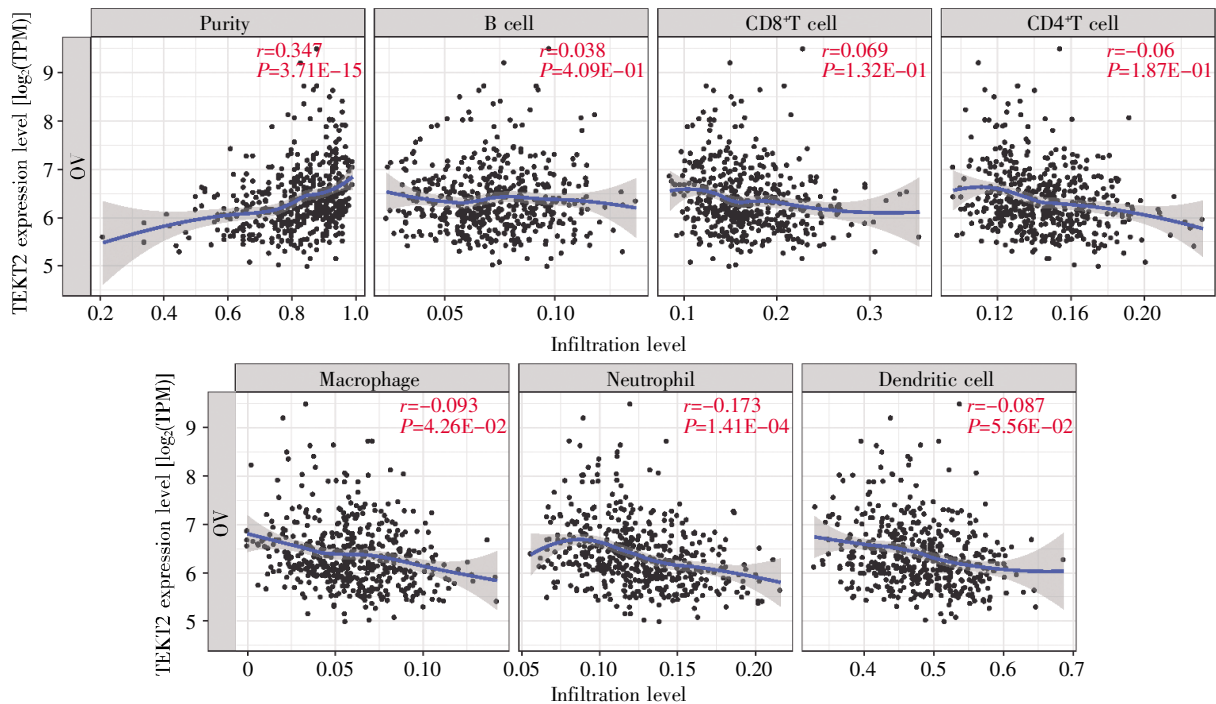 Purity
B cell
CD8⁺T cell
CD4⁺T cell
r=0.347
P=3.71E−15
r=0.038
P=4.09E−01
r=0.069
P=1.32E−01
r=−0.06
P=1.87E−01
TEKT2 expression level [log₂(TPM)]
OV
9
8
7
6
5
0.2 0.4 0.6 0.8 1.0
0.05 0.10
0.1 0.2 0.3
0.12 0.16 0.20
Infiltration level
Macrophage
Neutrophil
Dendritic cell
r=−0.093
P=4.26E−02
r=−0.173
P=1.41E−04
r=−0.087
P=5.56E−02
TEKT2 expression level [log₂(TPM)]
OV
9
8
7
6
5
0 0.05 0.10
0.05 0.10 0.15 0.20
0.4 0.5 0.6 0.7
Infiltration level